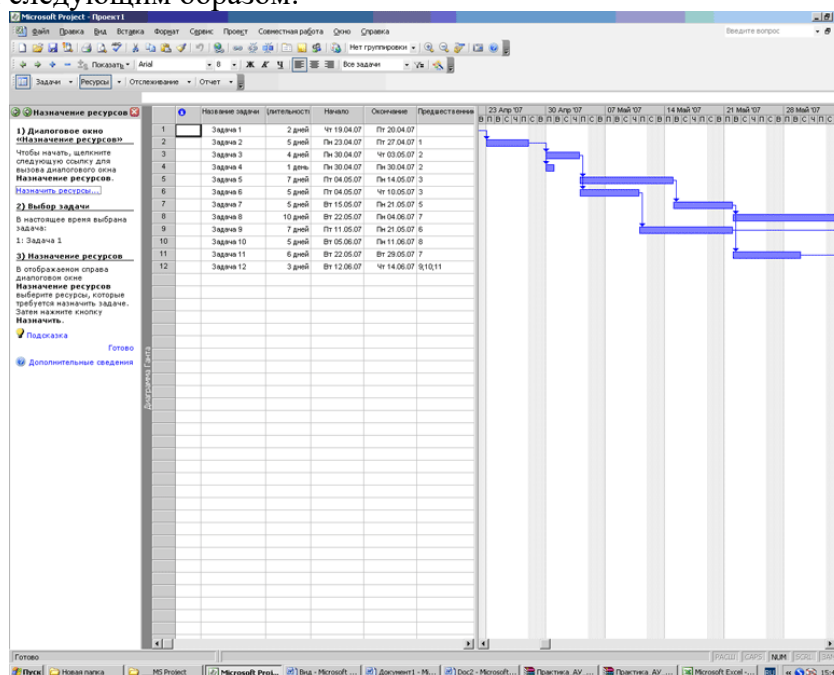 следующим образом:
Microsoft Project - Проект1
Файл Правка Вид Вставка Формат Сервис Проект Совместная работа Окно Справка
Введите вопрос
Нет группировки
Показать Arial 8 Ж К Ч Все задачи
Задачи Ресурсы Отслеживание Отчет
Назначение ресурсов
1) Диалоговое окно
«Назначение ресурсов»
Чтобы начать, щелкните
следующую ссылку для
вызова диалогового окна
Назначение ресурсов.
Назначить ресурсы...
2) Выбор задачи
В настоящее время выбрана
задача:
1: Задача 1
3) Назначение ресурсов
В отображаемом справа
диалоговом окне
Назначение ресурсов
выберите ресурсы, которые
требуется назначить задаче.
Затем нажмите кнопку
Назначить.
Подсказка
Готово
Дополнительные сведения
Диаграмма Ганта
Название задачи Длительность Начало Окончание Предшественник
1 Задача 1 2 дней Чт 19.04.07 Пт 20.04.07
2 Задача 2 5 дней Пн 23.04.07 Пт 27.04.07 1
3 Задача 3 4 дней Пн 30.04.07 Чт 03.05.07 2
4 Задача 4 1 день Пн 30.04.07 Пн 30.04.07 2
5 Задача 5 7 дней Пт 04.05.07 Пн 14.05.07 3
6 Задача 6 5 дней Пт 04.05.07 Чт 10.05.07 3
7 Задача 7 5 дней Вт 15.05.07 Пн 21.05.07 5
8 Задача 8 10 дней Вт 22.05.07 Пн 04.06.07 7
9 Задача 9 7 дней Пт 11.05.07 Пн 21.05.07 6
10 Задача 10 5 дней Вт 05.06.07 Пн 11.06.07 8
11 Задача 11 6 дней Вт 22.05.07 Вт 29.05.07 7
12 Задача 12 3 дней Вт 12.06.07 Чт 14.06.07 9;10;11
23 Апр '07 30 Апр '07 07 Май '07 14 Май '07 21 Май '07 28 Май '07
В П В С Ч П С В П В С Ч П С В П В С Ч П С В П В С Ч П С В П В С Ч П С В П В С Ч П С
Готово
РАСШ CAPS NUM SCRL ЗАМ
Пуск Новая папка MS Project Microsoft Proj... Вид - Microsoft ... Документ1 - Mi... Doc2 - Microsoft... Практика АУ ... Практика АУ ... Microsoft Excel -...